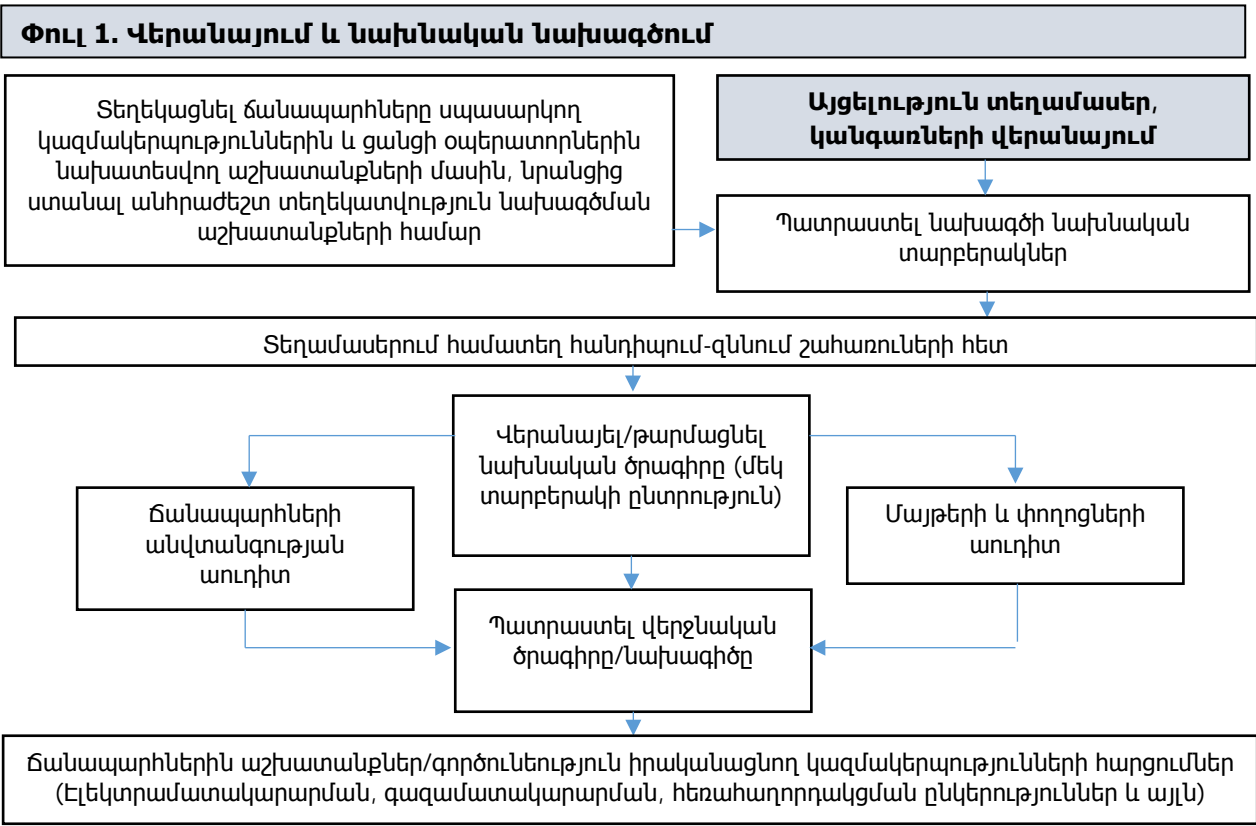 Փուլ 1. Վերանայում և նախնական նախագծում
Տեղեկացնել ճանապարհները սպասարկող
կազմակերպություններին և ցանցի օպերատորներին
նախատեսվող աշխատանքների մասին, նրանցից
ստանալ անհրաժեշտ տեղեկատվություն նախագծման
աշխատանքների համար
Այցելություն տեղամասեր,
կանգառների վերանայում
Պատրաստել նախագծի նախնական
տարբերակներ
Տեղամասերում համատեղ հանդիպում-զննում շահառուների հետ
Վերանայել/թարմացնել
նախնական ծրագիրը (մեկ
տարբերակի ընտրություն)
Ճանապարհների
անվտանգության
աուդիտ
Մայթերի և փողոցների
աուդիտ
Պատրաստել վերջնական
ծրագիրը/նախագիծը
Ճանապարհներին աշխատանքներ/գործունեություն իրականացնող կազմակերպությունների հարցումներ
(Էլեկտրամատակարարման, գազամատակարարման, հեռահաղորդակցման ընկերություններ և այլն)